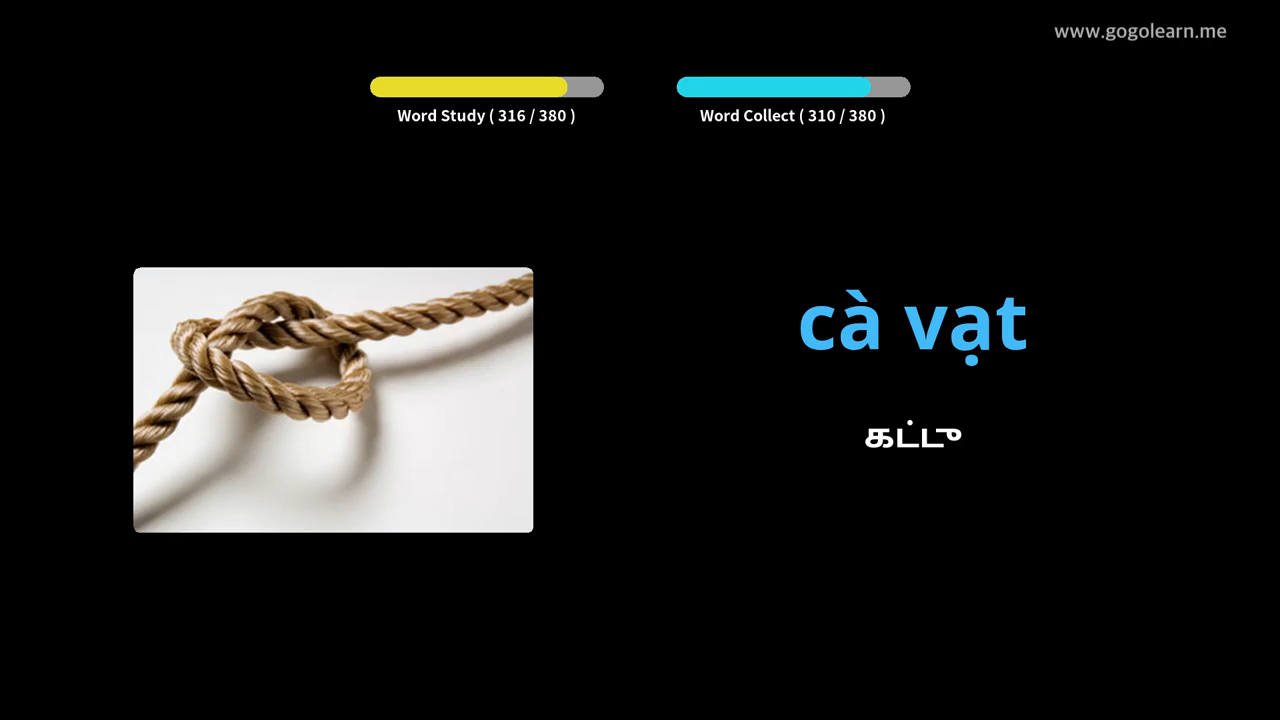 www.gogolearn.me
Word Study ( 316 / 380 )
Word Collect ( 310 / 380 )
cà vạt
கட்டு